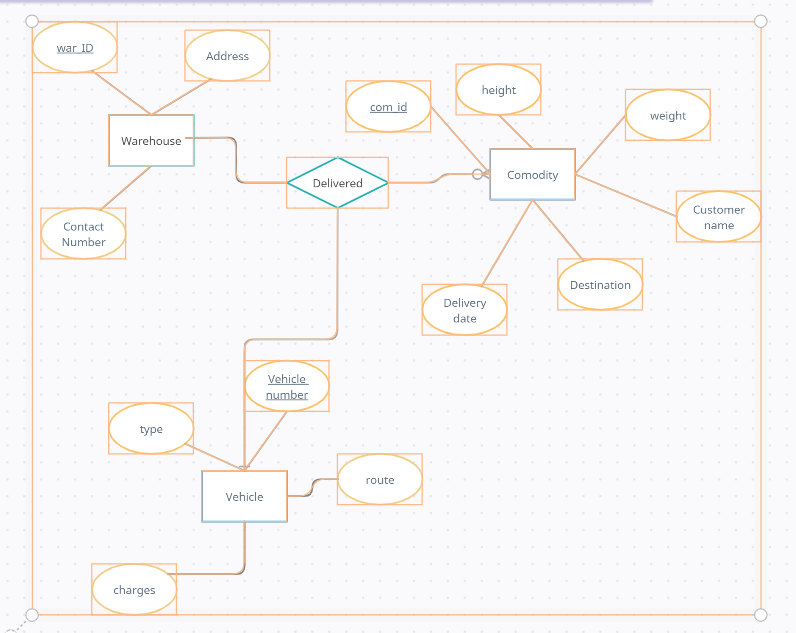 war_ID
Address
height
com_id
weight
Warehouse
Comodity
Delivered
Customer
name
Contact
Number
Destination
Delivery
date
Vehicle
number
type
route
Vehicle
charges